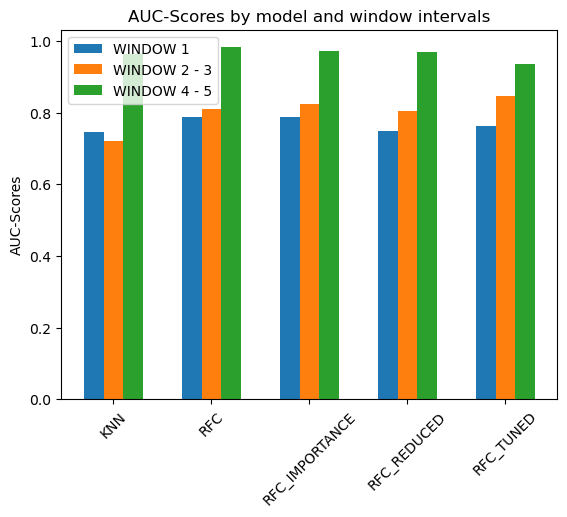 AUC-Scores by model and window intervals
WINDOW 1
WINDOW 2 - 3
WINDOW 4 - 5
AUC-Scores
1.0
0.8
0.6
0.4
0.2
0.0
KNN
RFC
RFC_IMPORTANCE
RFC_REDUCED
RFC_TUNED